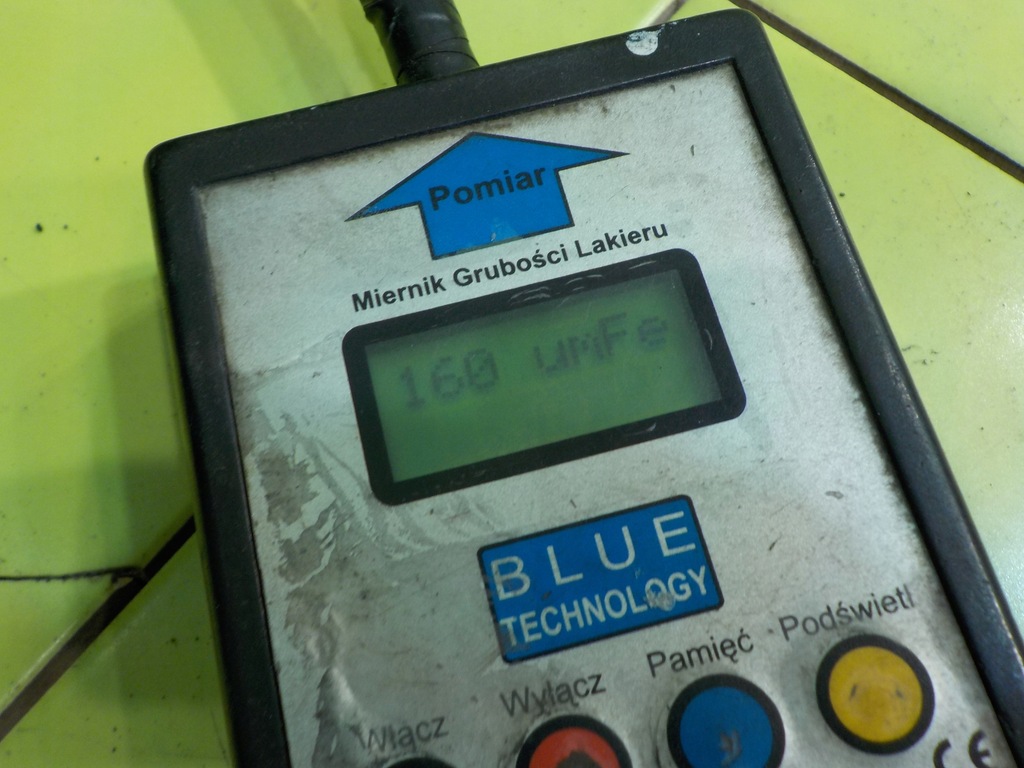 Pomiar
Miernik Grubości Lakieru
160 umFe
BLUE
TECHNOLOGY
Włącz
Wyłącz
Pamięć
Podświetl
CE